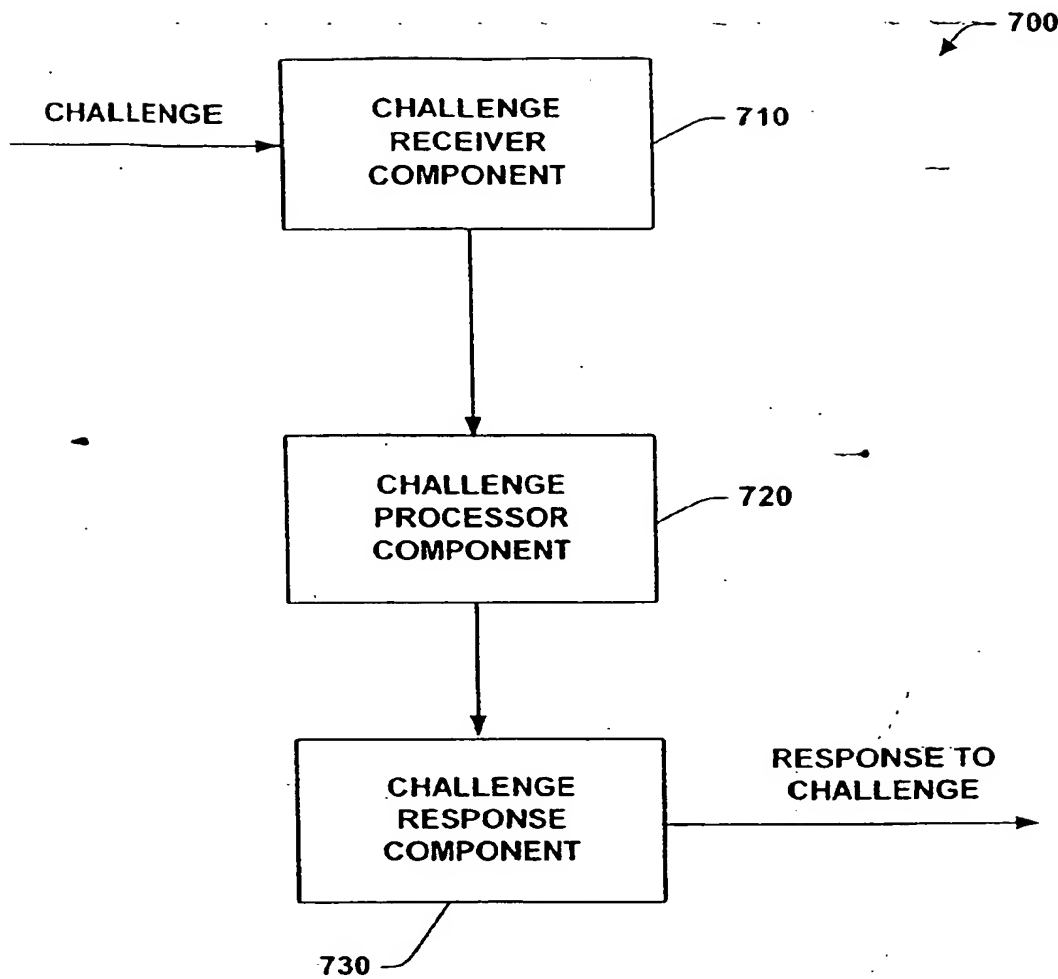 700
CHALLENGE
CHALLENGE
RECEIVER
COMPONENT
710
CHALLENGE
PROCESSOR
COMPONENT
720
CHALLENGE
RESPONSE
COMPONENT
RESPONSE TO
CHALLENGE
730